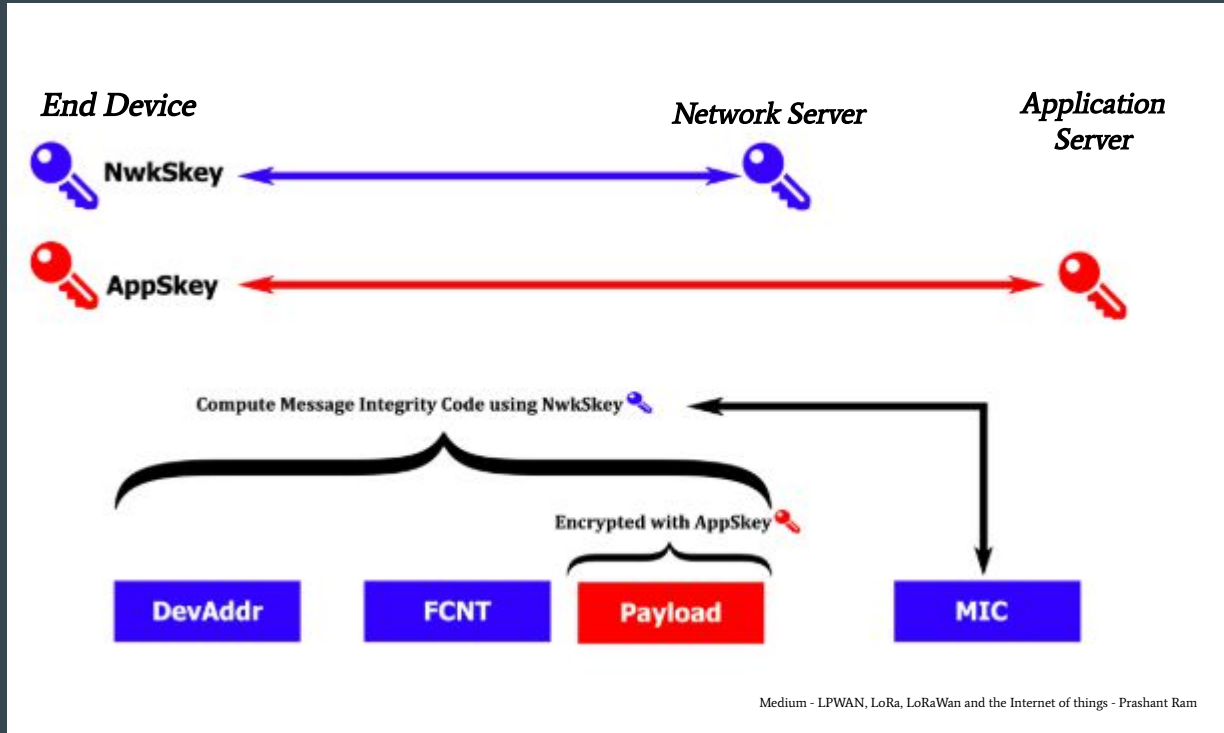 End Device
Network Server
Application
Server
NwkSkey
AppSkey
Compute Message Integrity Code using NwkSkey
Encrypted with AppSkey
DevAddr
FCNT
Payload
MIC
Medium - LPWAN, LoRa, LoRaWan and the Internet of things - Prashant Ram